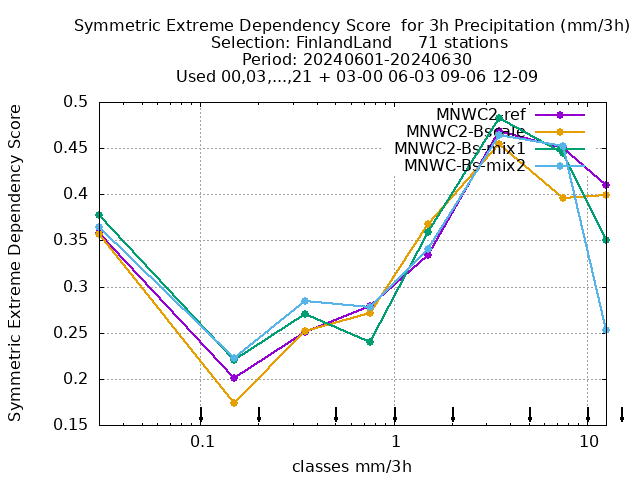 Symmetric Extreme Dependency Score  for 3h Precipitation (mm/3h)
Selection: FinlandLand     71 stations
Period: 20240601-20240630
Used 00,03,...,21 + 03-00 06-03 09-06 12-09
Symmetric Extreme Dependency Score
0.5
0.45
0.4
0.35
0.3
0.25
0.2
0.15
MNWC2-ref
MNWC2-Bs
MNWC2-Bs-mix1
MNWC-Bs-mix2
0.1
1
10
classes mm/3h